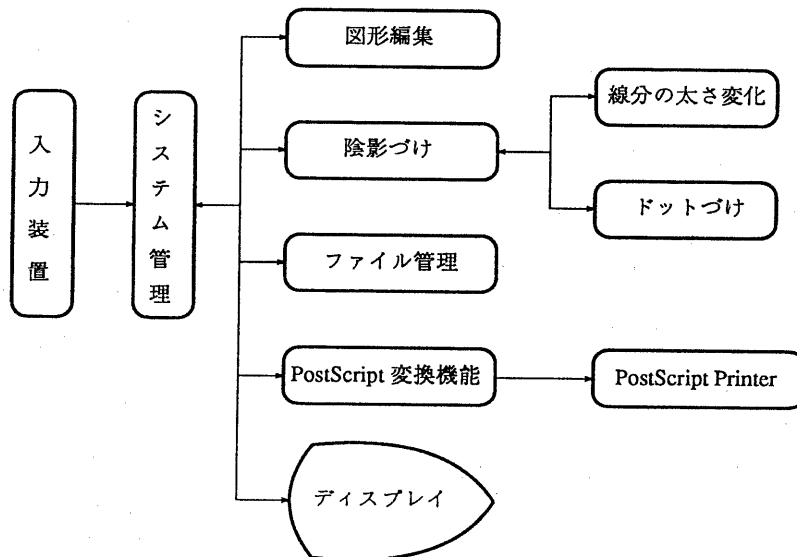 入力装置
システム管理
図形編集
陰影づけ
線分の太さ変化
ドットづけ
ファイル管理
PostScript 変換機能
PostScript Printer
ディスプレイ